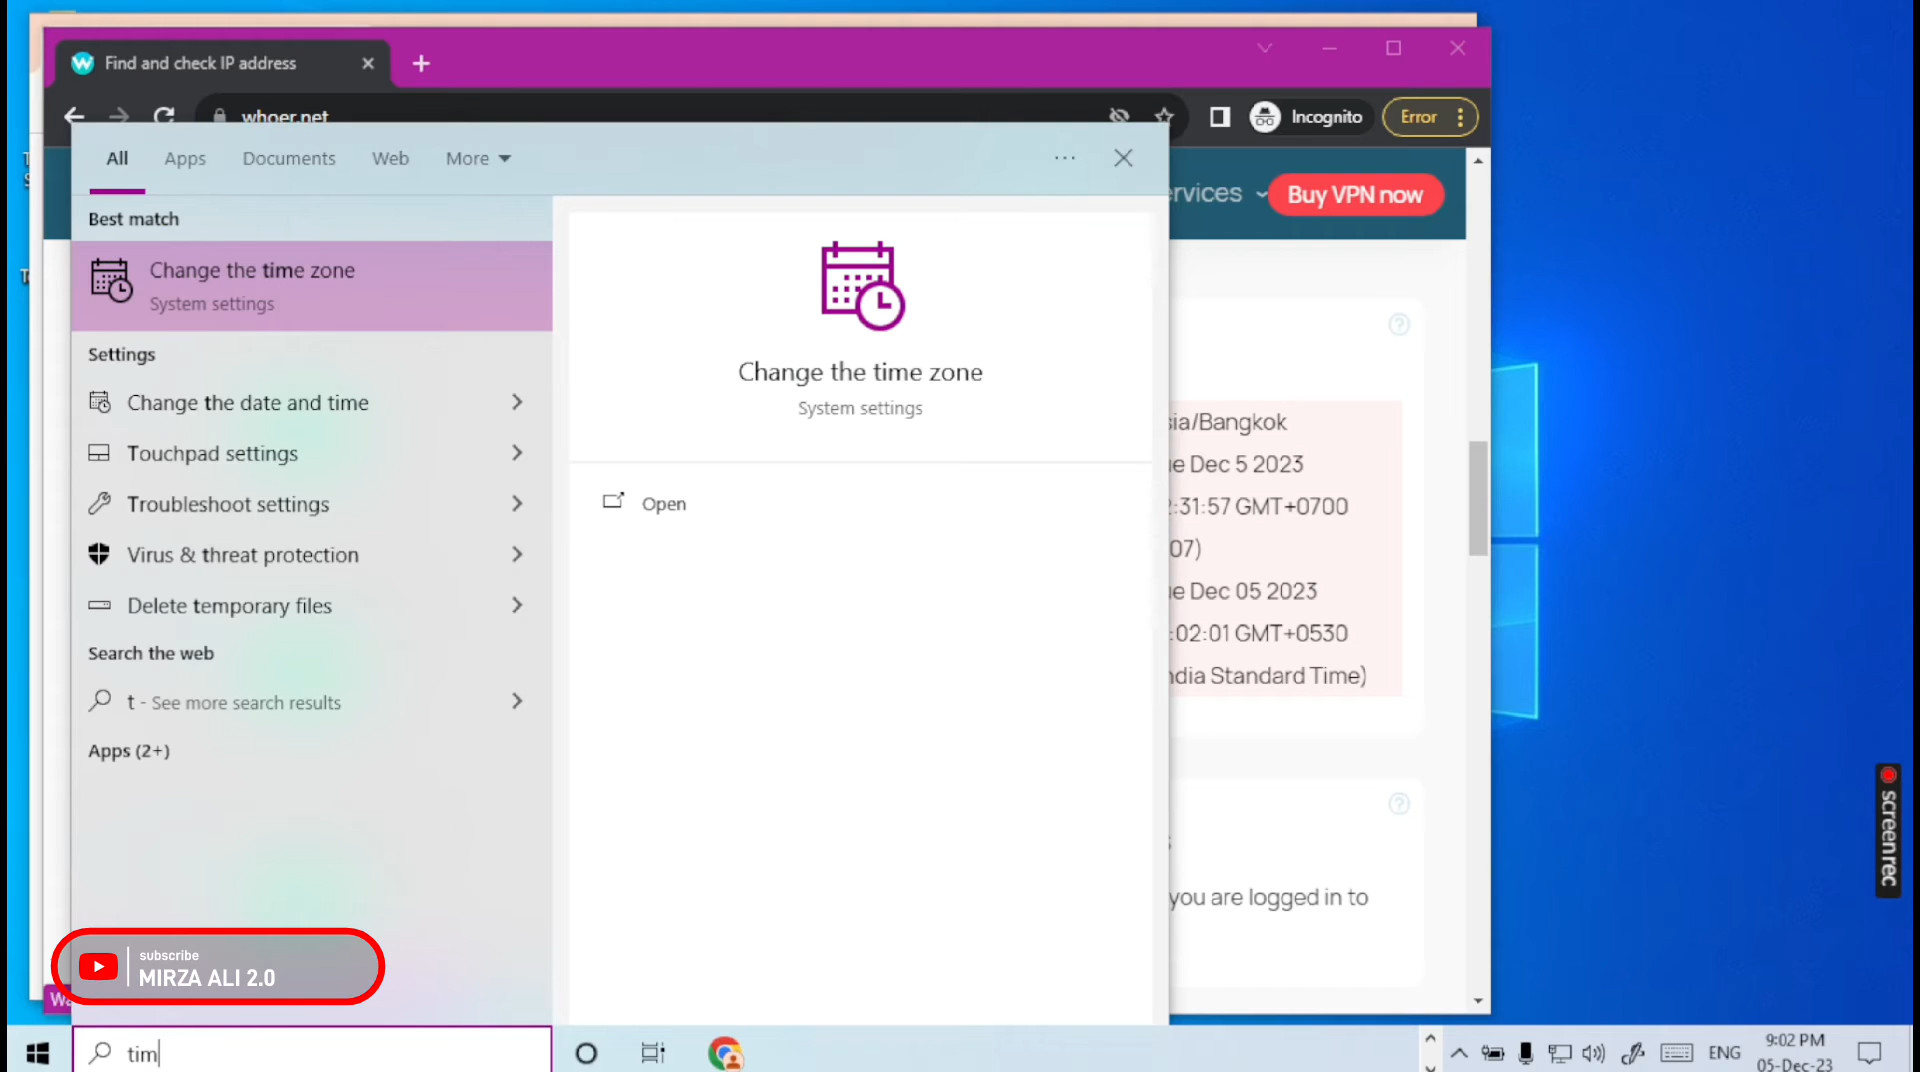 Find and check IP address
whoer.net
Incognito
Error
All Apps Documents Web More
Best match
Change the time zone
System settings
Settings
Change the date and time
Touchpad settings
Troubleshoot settings
Virus & threat protection
Delete temporary files
Search the web
t - See more search results
Apps (2+)
Change the time zone
System settings
Open
ervices
Buy VPN now
sia/Bangkok
e Dec 5 2023
:31:57 GMT+0700
07)
e Dec 05 2023
:02:01 GMT+0530
ndia Standard Time)
you are logged in to
screenrec
subscribe
MIRZA ALI 2.0
tim
ENG
9:02 PM
05-Dec-23